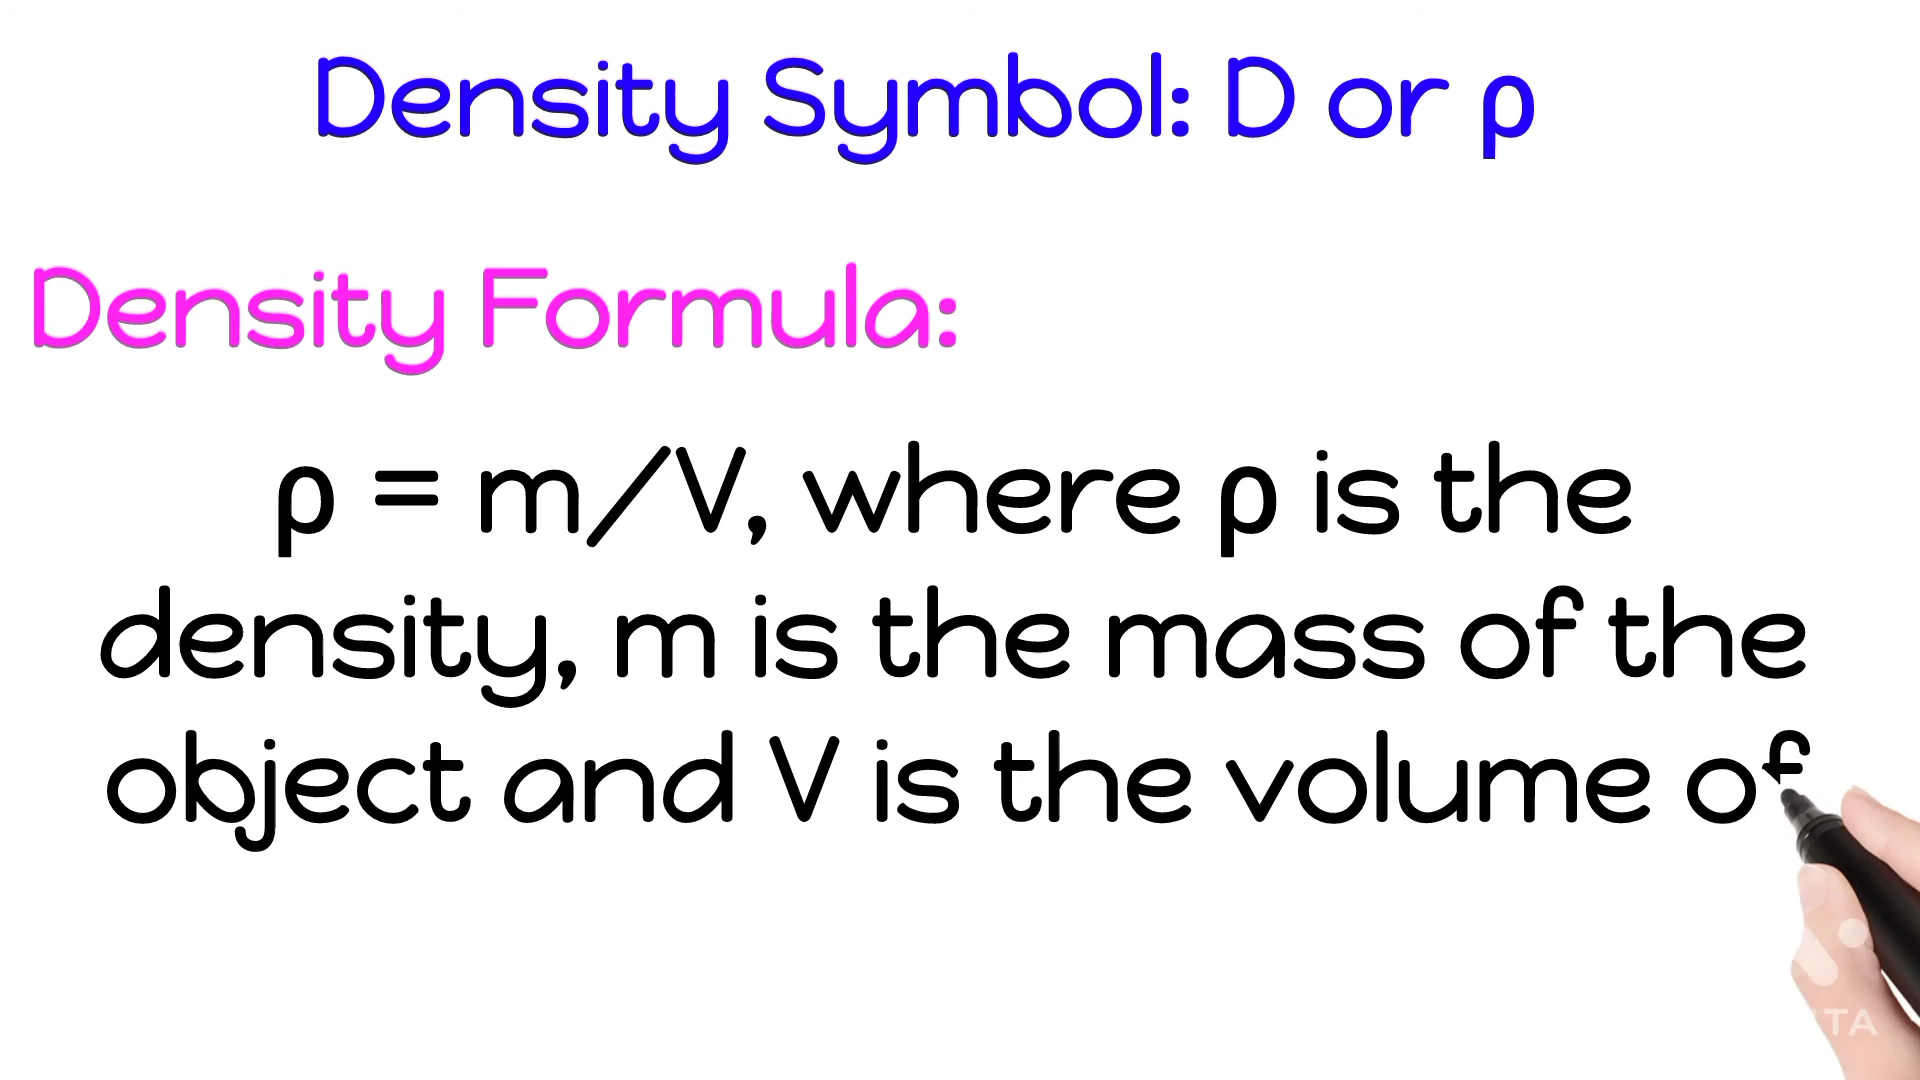 Density Symbol: D or ρ
Density Formula:
ρ = m/V, where ρ is the
density, m is the mass of the
object and V is the volume of